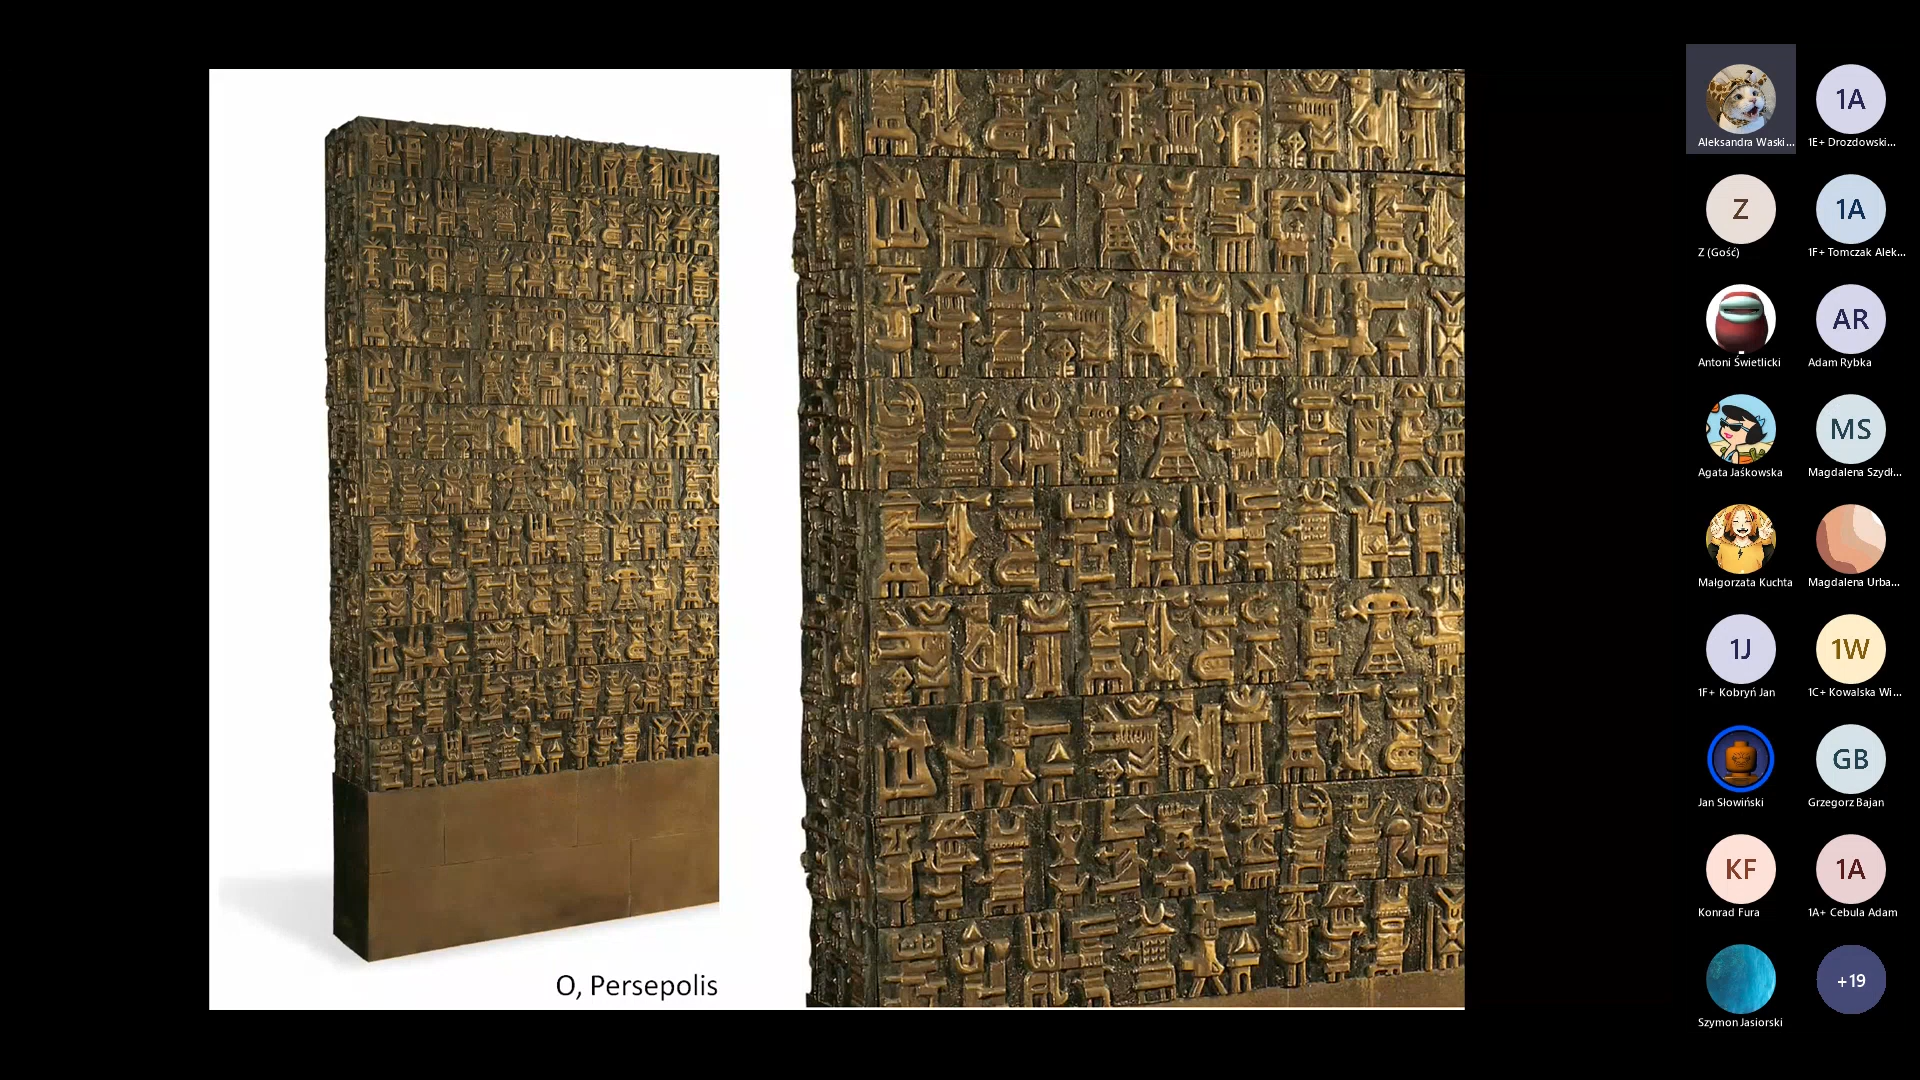 O, Persepolis
Aleksandra Waski...
1A
1E+ Drozdowski...
Z
Z (Gość)
1A
1F+ Tomczak Alek...
Antoni Świetlicki
AR
Adam Rybka
Agata Jaśkowska
MS
Magdalena Szydł...
Małgorzata Kuchta
Magdalena Urba...
1J
1F+ Kobryń Jan
1W
1C+ Kowalska Wi...
Jan Słowiński
GB
Grzegorz Bajan
KF
Konrad Fura
1A
1A+ Cebula Adam
Szymon Jasiorski
+19